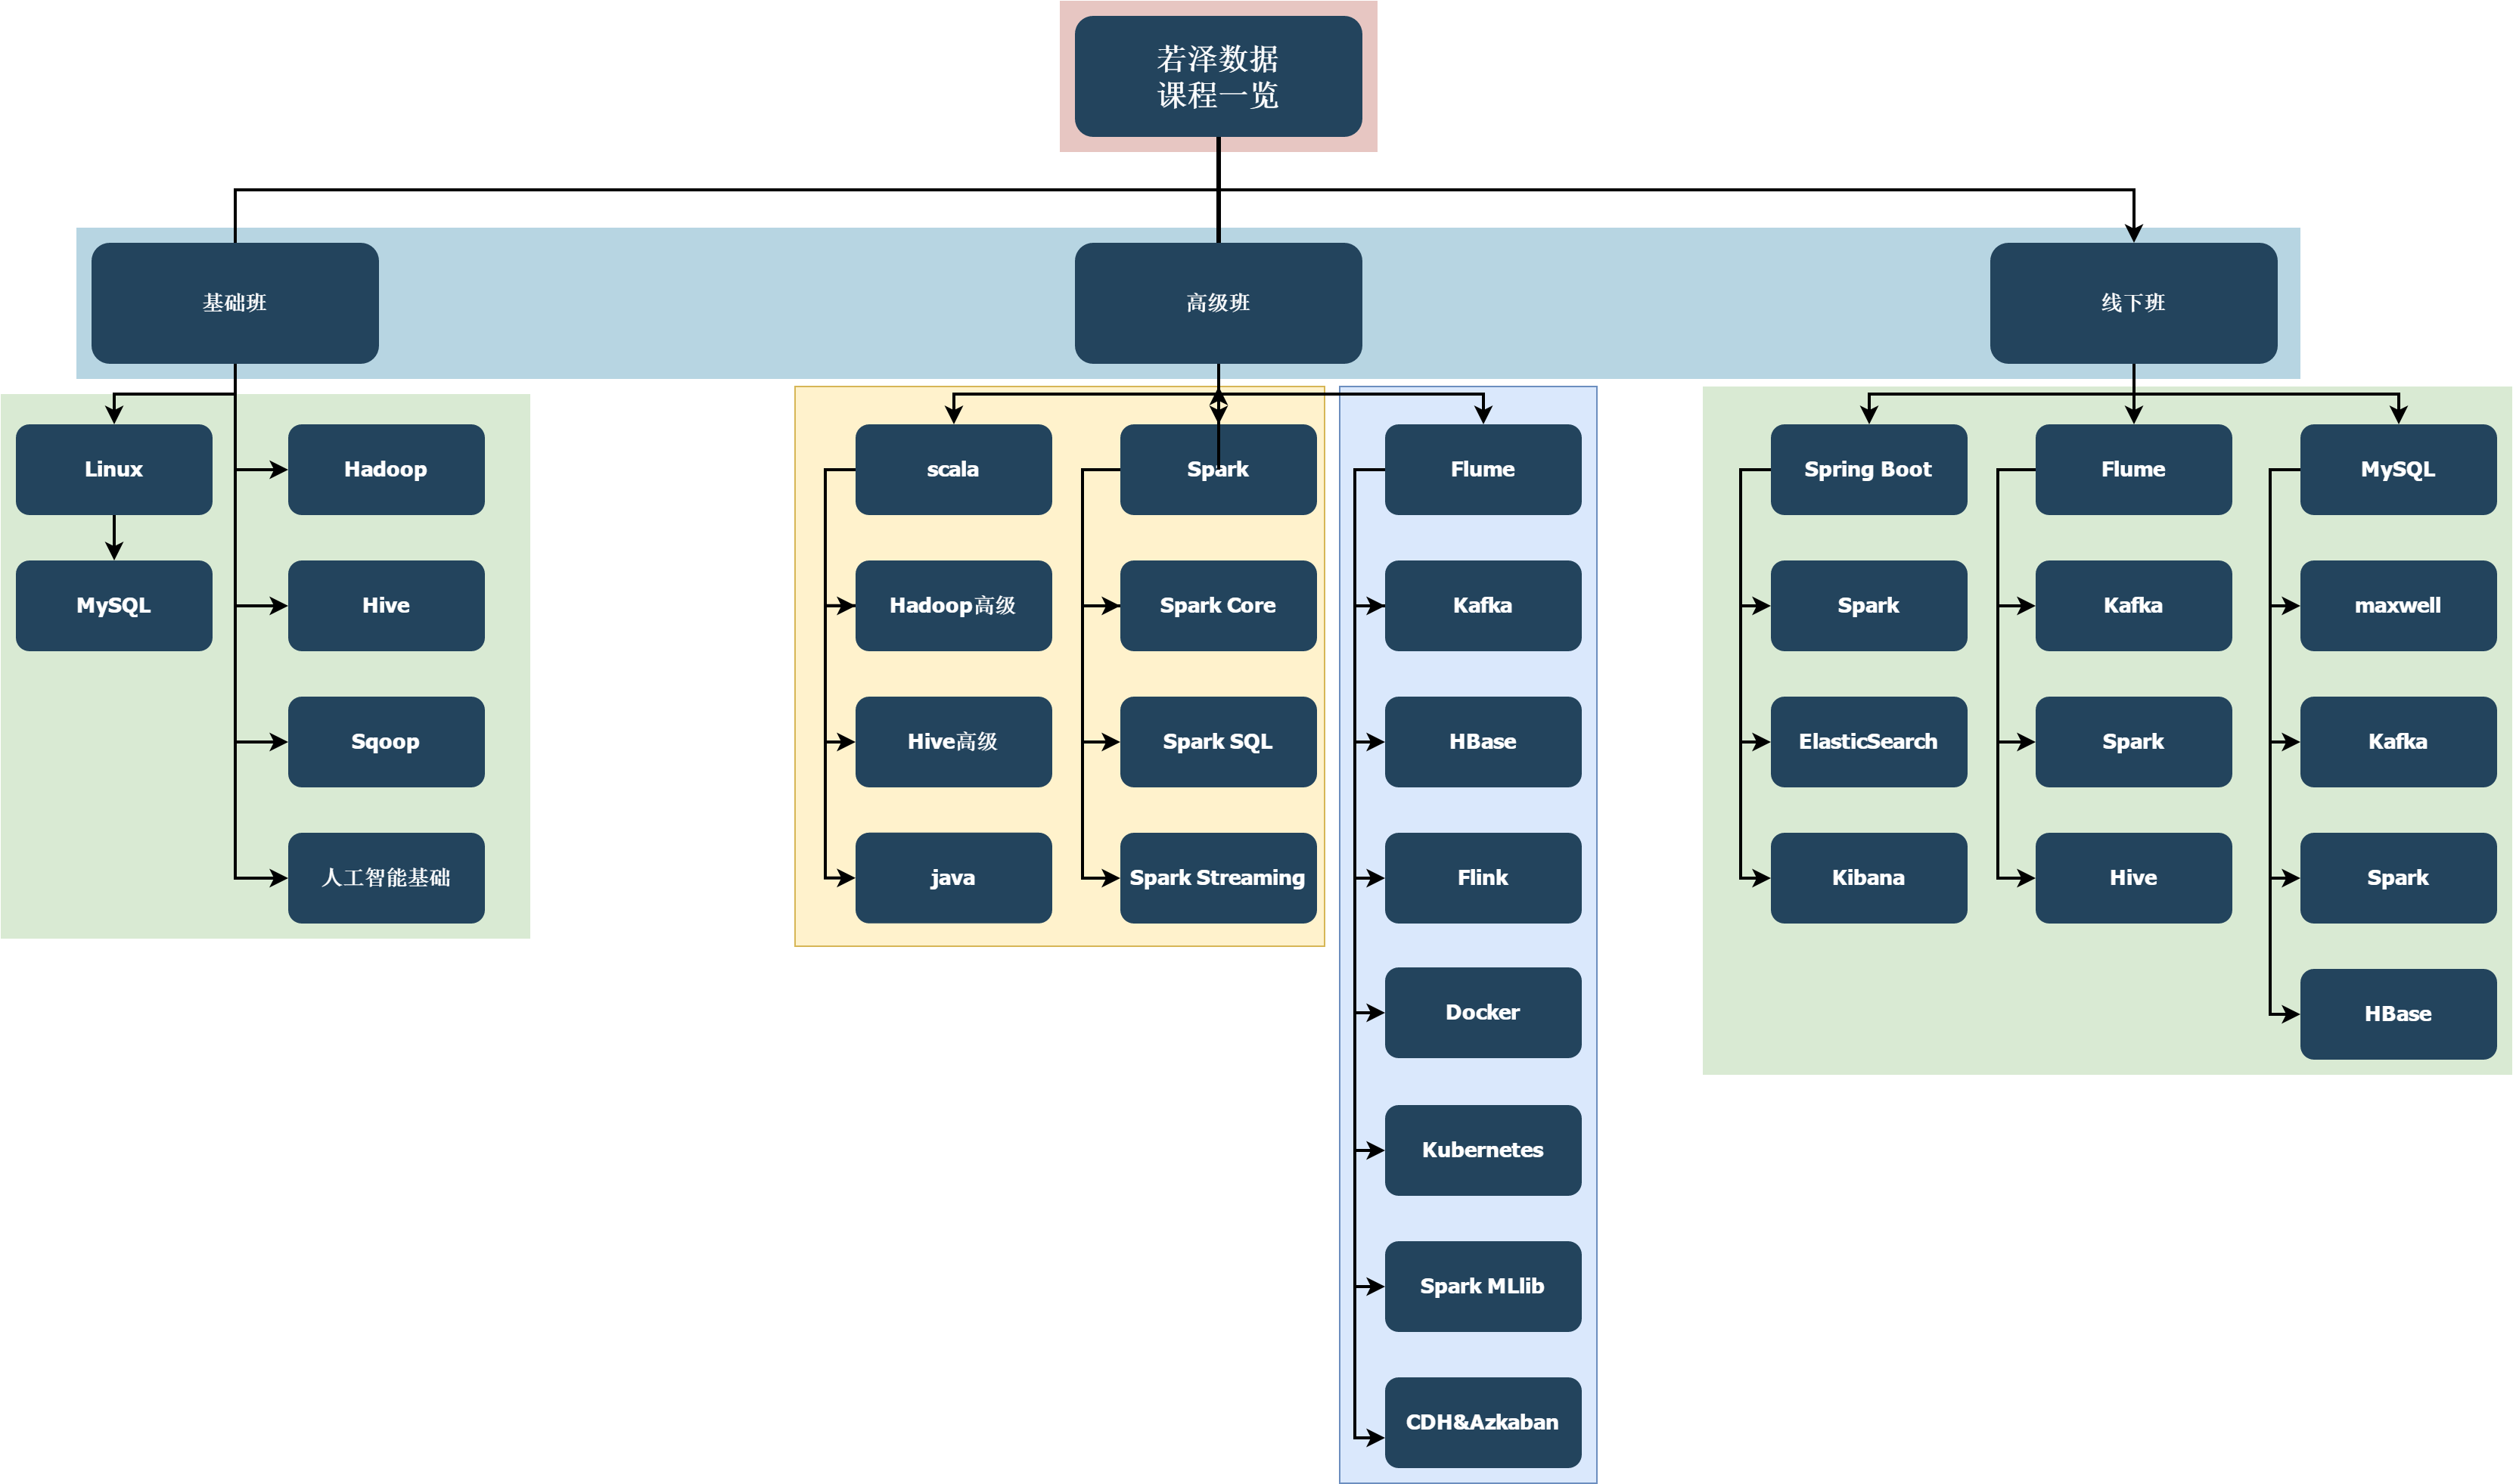 若泽数据
课程一览
基础班
高级班
线下班
Linux
MySQL
Hadoop
Hive
Sqoop
人工智能基础
scala
Hadoop高级
Hive高级
java
Spark
Spark Core
Spark SQL
Spark Streaming
Flume
Kafka
HBase
Flink
Docker
Kubernetes
Spark MLlib
CDH&Azkaban
Spring Boot
Spark
ElasticSearch
Kibana
Flume
Kafka
Spark
Hive
MySQL
maxwell
Kafka
Spark
HBase